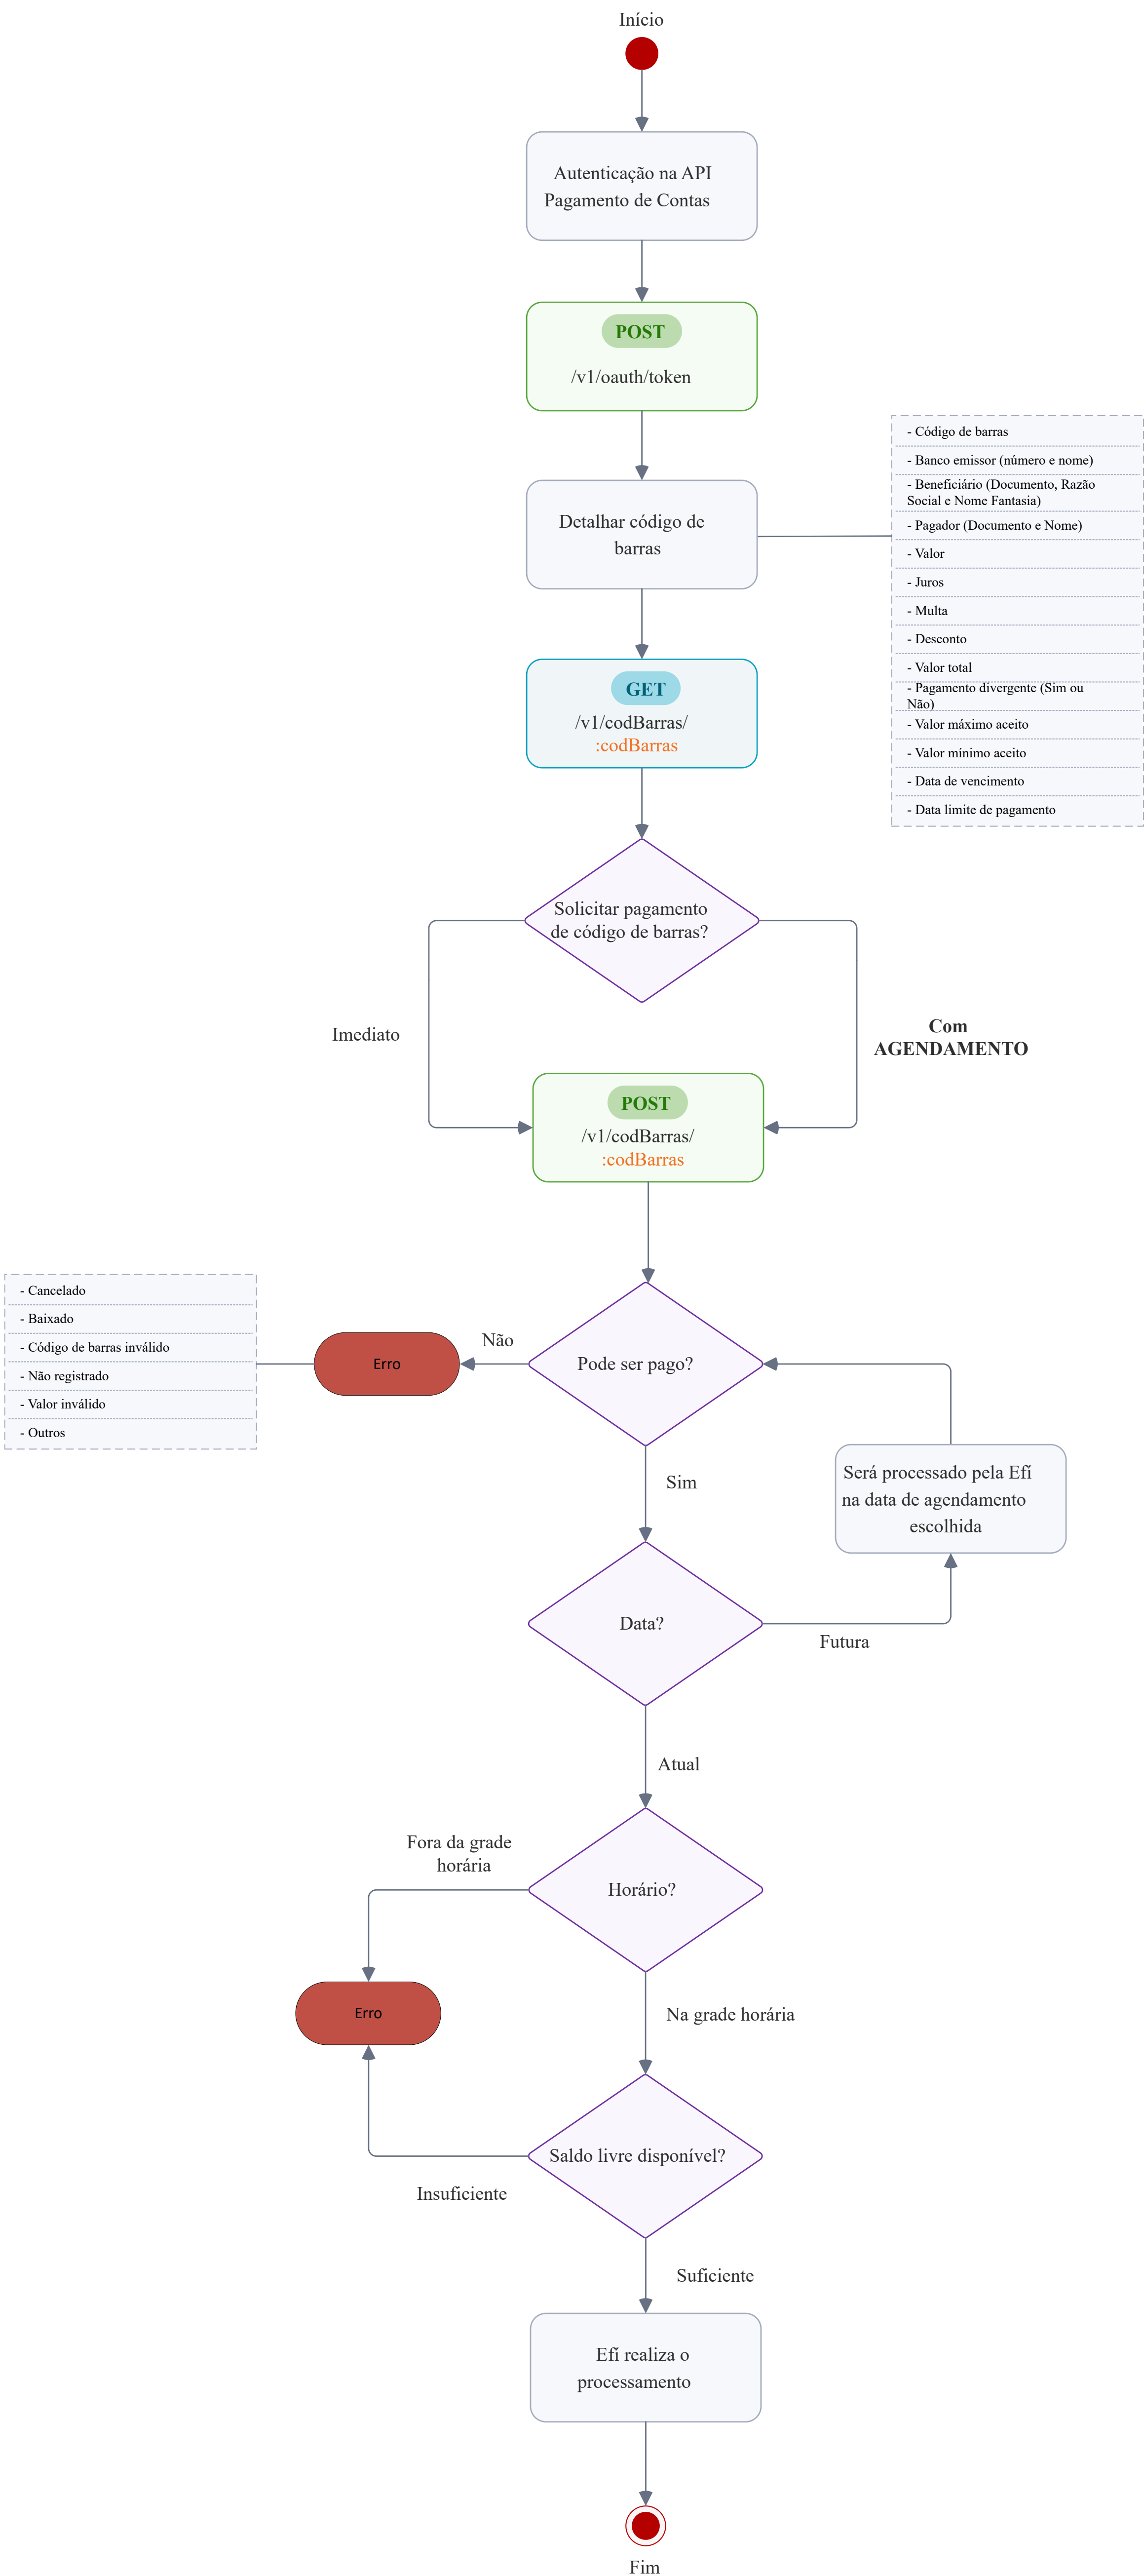 Início
Autenticação na API
Pagamento de Contas
POST
/v1/oauth/token
Detalhar código de
barras
- Código de barras
- Banco emissor (número e nome)
- Beneficiário (Documento, Razão
Social e Nome Fantasia)
- Pagador (Documento e Nome)
- Valor
- Juros
- Multa
- Desconto
- Valor total
- Pagamento divergente (Sim ou
Não)
- Valor máximo aceito
- Valor mínimo aceito
- Data de vencimento
- Data limite de pagamento
GET
/v1/codBarras/
:codBarras
Solicitar pagamento
de código de barras?
Imediato
Com
AGENDAMENTO
POST
/v1/codBarras/
:codBarras
Pode ser pago?
Não
Erro
- Cancelado
- Baixado
- Código de barras inválido
- Não registrado
- Valor inválido
- Outros
Sim
Será processado pela Efí
na data de agendamento
escolhida
Data?
Futura
Atual
Fora da grade
horária
Horário?
Erro
Na grade horária
Saldo livre disponível?
Insuficiente
Suficiente
Efí realiza o
processamento
Fim